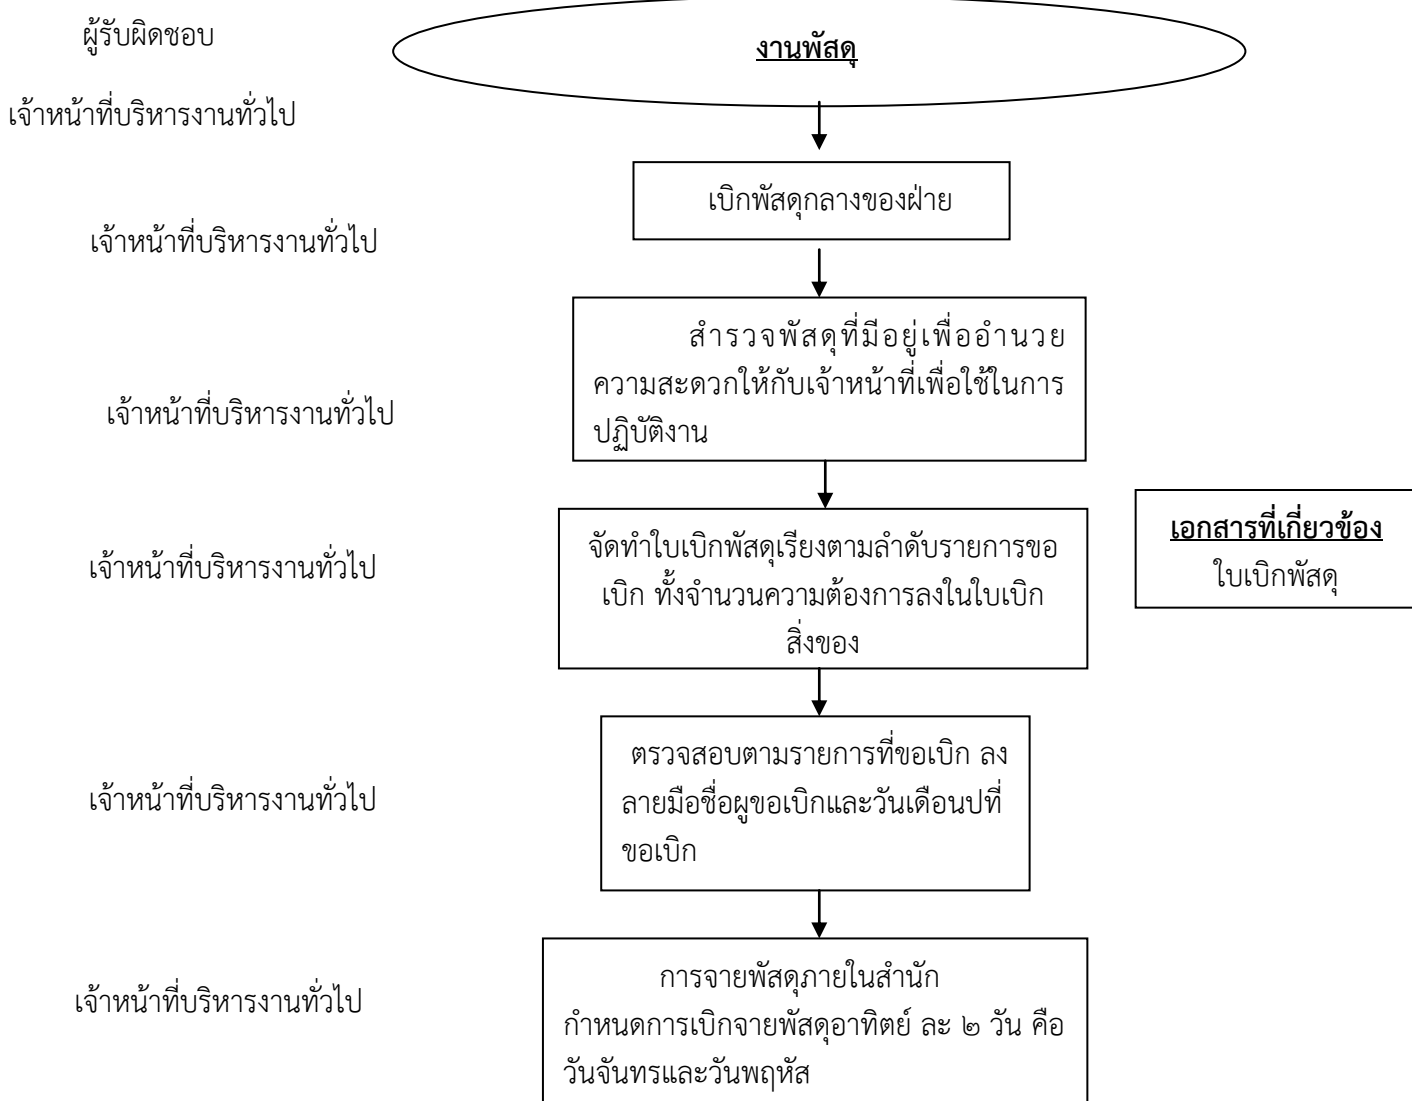 ผู้รับผิดชอบ
งานพัสดุ
เจ้าหน้าที่บริหารงานทั่วไป
เบิกพัสดุกลางของฝ่าย
เจ้าหน้าที่บริหารงานทั่วไป
สำรวจพัสดุที่มีอยู่เพื่ออำนวย
ความสะดวกให้กับเจ้าหน้าที่เพื่อใช้ในการ
ปฏิบัติงาน
เจ้าหน้าที่บริหารงานทั่วไป
จัดทำใบเบิกพัสดุเรียงตามลำดับรายการขอ
เบิก ทั้งจำนวนความต้องการลงในใบเบิก
สิ่งของ
เจ้าหน้าที่บริหารงานทั่วไป
เอกสารที่เกี่ยวข้อง
ใบเบิกพัสดุ
ตรวจสอบตามรายการที่ขอเบิก ลง
ลายมือชื่อผูขอเบิกและวันเดือนปที่
ขอเบิก
เจ้าหน้าที่บริหารงานทั่วไป
การจายพัสดุภายในสำนัก
กำหนดการเบิกจายพัสดุอาทิตย์ ละ ๒ วัน คือ
วันจันทรและวันพฤหัส
เจ้าหน้าที่บริหารงานทั่วไป